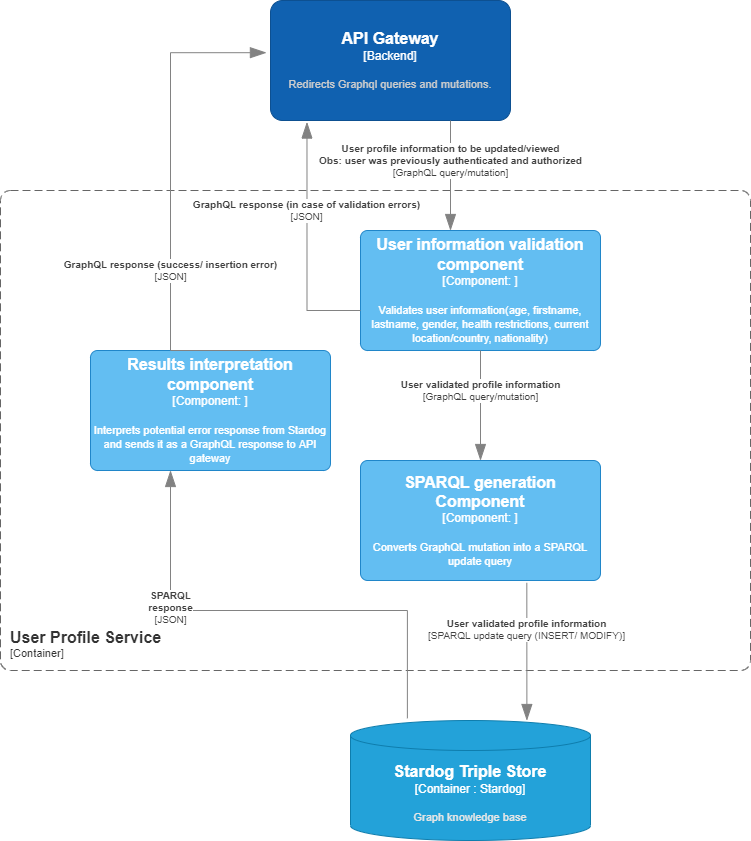 API Gateway
[Backend]
Redirects Graphql queries and mutations.
User profile information to be updated/viewed
Obs: user was previously authenticated and authorized
[GraphQL query/mutation]
GraphQL response (in case of validation errors)
[JSON]
User information validation
component
[Component: ]
Validates user information(age, firstname,
lastname, gender, health restrictions, current
location/country, nationality)
GraphQL response (success/ insertion error)
[JSON]
Results interpretation
component
[Component: ]
Interprets potential error response from Stardog
and sends it as a GraphQL response to API
gateway
User validated profile information
[GraphQL query/mutation]
SPARQL generation
Component
[Component: ]
Converts GraphQL mutation into a SPARQL
update query
SPARQL
response
[JSON]
User validated profile information
[SPARQL update query (INSERT/ MODIFY)]
User Profile Service
[Container]
Stardog Triple Store
[Container : Stardog]
Graph knowledge base